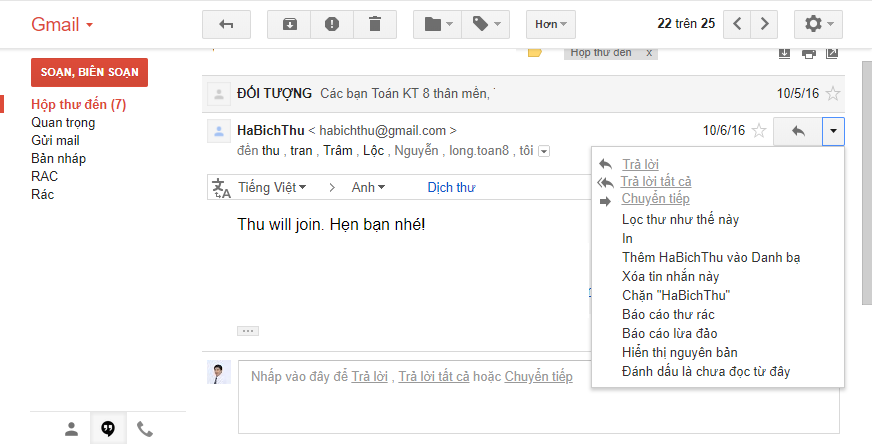 Gmail
Hơn
22 trên 25
SOẠN, BIÊN SOẠN
Hộp thư đến (7)
Quan trọng
Gửi mail
Bản nháp
RAC
Rác
Hộp thư đến x
ĐỐI TƯỢNG Các bạn Toán KT 8 thân mến,
10/5/16
HaBichThu < habichthu@gmail.com >
10/6/16
đến thu , tran , Trâm , Lộc , Nguyễn , long.toan8 , tôi
Tiếng Việt > Anh Dịch thư
Thu will join. Hẹn bạn nhé!
Trả lời
Trả lời tất cả
Chuyển tiếp
Lọc thư như thế này
In
Thêm HaBichThu vào Danh bạ
Xóa tin nhắn này
Chặn "HaBichThu"
Báo cáo thư rác
Báo cáo lừa đảo
Hiển thị nguyên bản
Đánh dấu là chưa đọc từ đây
Nhấp vào đây để Trả lời , Trả lời tất cả hoặc Chuyển tiếp